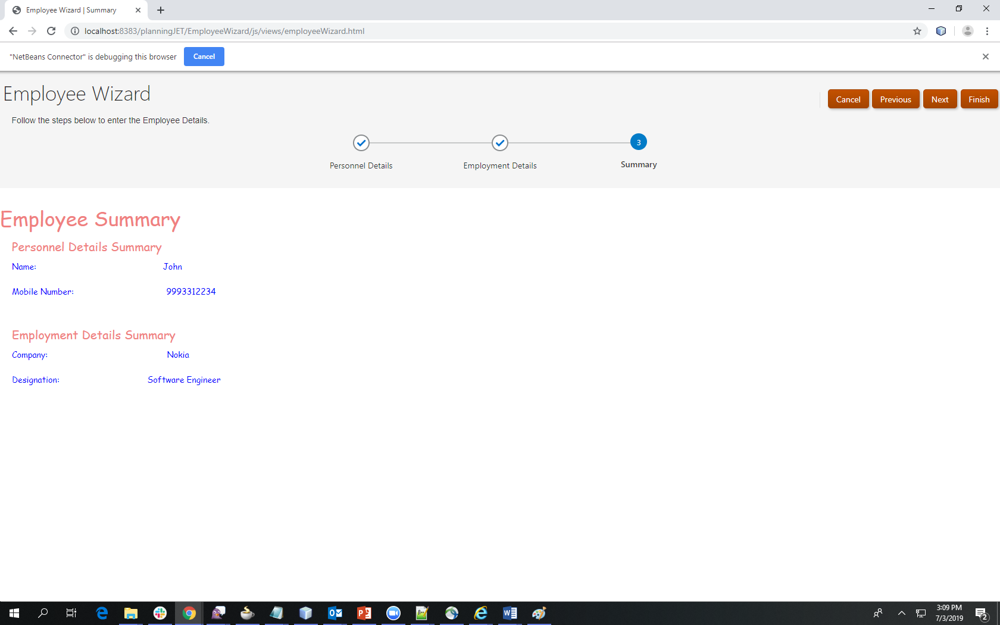 Employee Wizard | Summary
localhost:8383/planningJET/EmployeeWizard/js/views/employeeWizard.html
"NetBeans Connector" is debugging this browser
Cancel
Employee Wizard
Cancel
Previous
Next
Finish
Follow the steps below to enter the Employee Details.
3
Personnel Details
Employment Details
Summary
Employee Summary
Personnel Details Summary
Name: John
Mobile Number: 9993312234
Employment Details Summary
Company: Nokia
Designation: Software Engineer
3:09 PM
7/3/2019
2